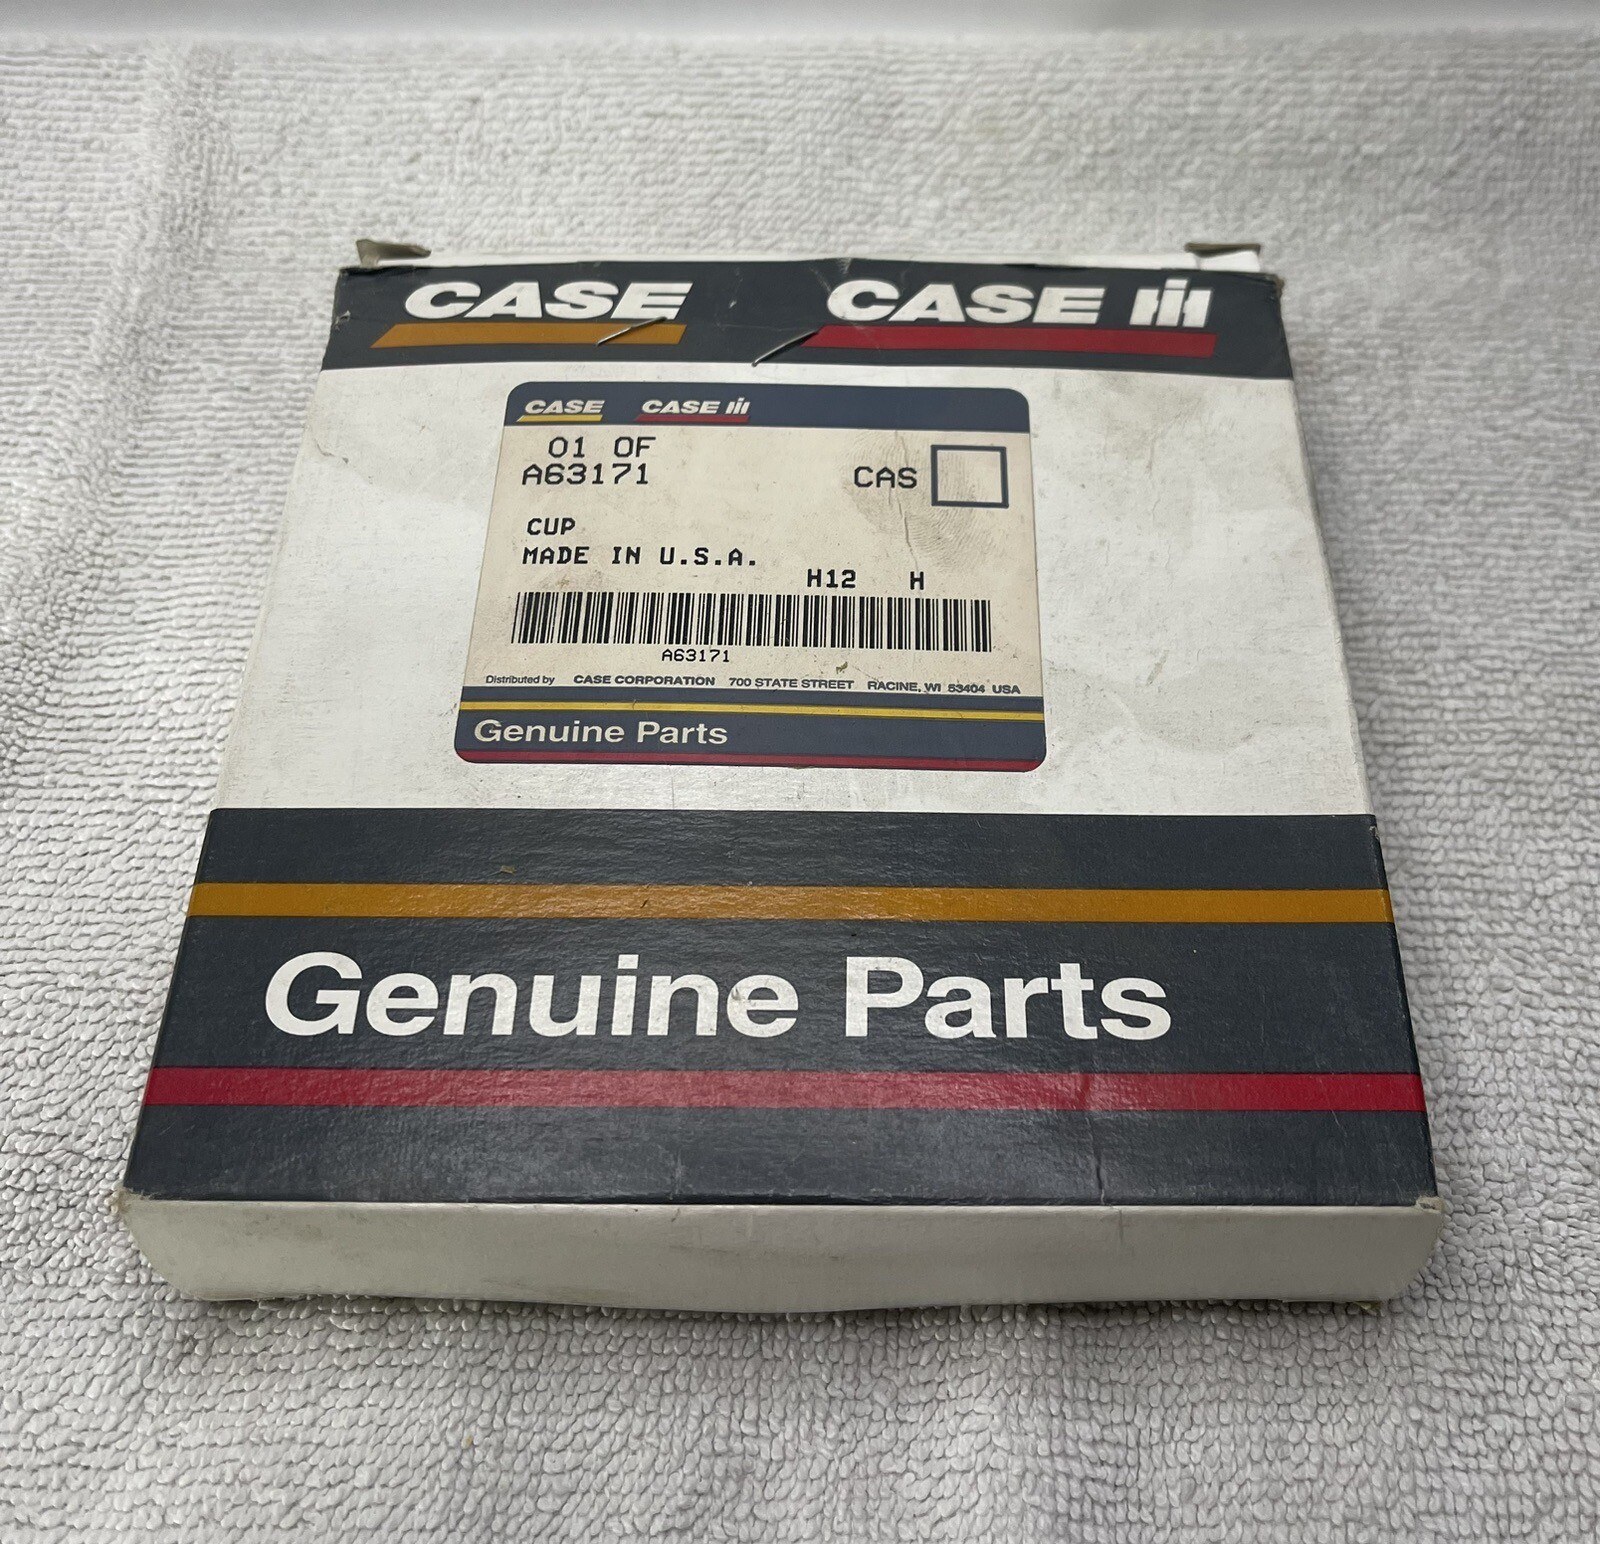 CASE CASE IH
CASE CASE IH
01 OF
A63171
CAS
CUP
MADE IN U.S.A.
H12 H
A63171
Distributed by CASE CORPORATION 700 STATE STREET RACINE, WI 53404 USA
Genuine Parts
Genuine Parts